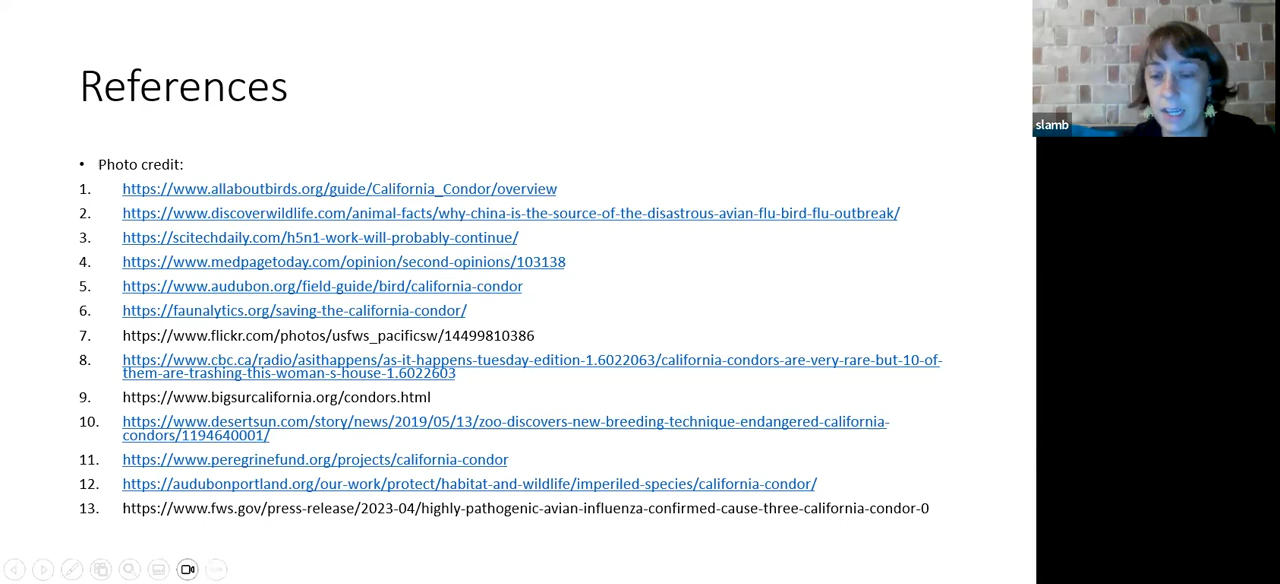 References
slamb
• Photo credit:
1. https://www.allaboutbirds.org/guide/California_Condor/overview
2. https://www.discoverwildlife.com/animal-facts/why-china-is-the-source-of-the-disastrous-avian-flu-bird-flu-outbreak/
3. https://scitechdaily.com/h5n1-work-will-probably-continue/
4. https://www.medpagetoday.com/opinion/second-opinions/103138
5. https://www.audubon.org/field-guide/bird/california-condor
6. https://faunalytics.org/saving-the-california-condor/
7. https://www.flickr.com/photos/usfws_pacificsw/14499810386
8. https://www.cbc.ca/radio/asithappens/as-it-happens-tuesday-edition-1.6022063/california-condors-are-very-rare-but-10-of-
them-are-trashing-this-woman-s-house-1.6022603
9. https://www.bigsurcalifornia.org/condors.html
10. https://www.desertsun.com/story/news/2019/05/13/zoo-discovers-new-breeding-technique-endangered-california-
condors/1194640001/
11. https://www.peregrinefund.org/projects/california-condor
12. https://audubonportland.org/our-work/protect/habitat-and-wildlife/imperiled-species/california-condor/
13. https://www.fws.gov/press-release/2023-04/highly-pathogenic-avian-influenza-confirmed-cause-three-california-condor-0